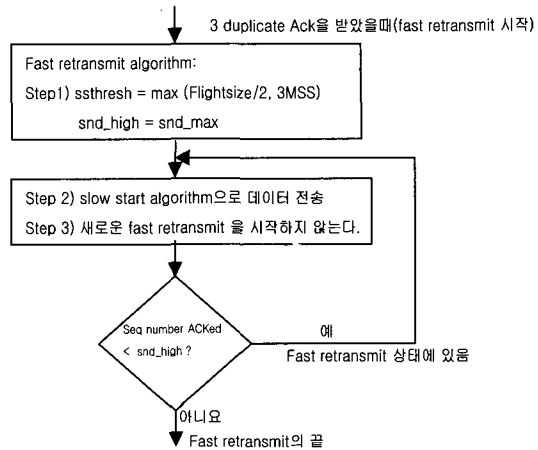 3 duplicate Ack을 받았을때(fast retransmit 시작)
Fast retransmit algorithm:
Step1) ssthresh = max (Flightsize/2, 3MSS)
snd_high = snd_max
Step 2) slow start algorithm으로 데이터 전송
Step 3) 새로운 fast retransmit 을 시작하지 않는다.
Seq number ACKed
< snd_high ?
예
Fast retransmit 상태에 있움
아니요
Fast retransmit의 끝